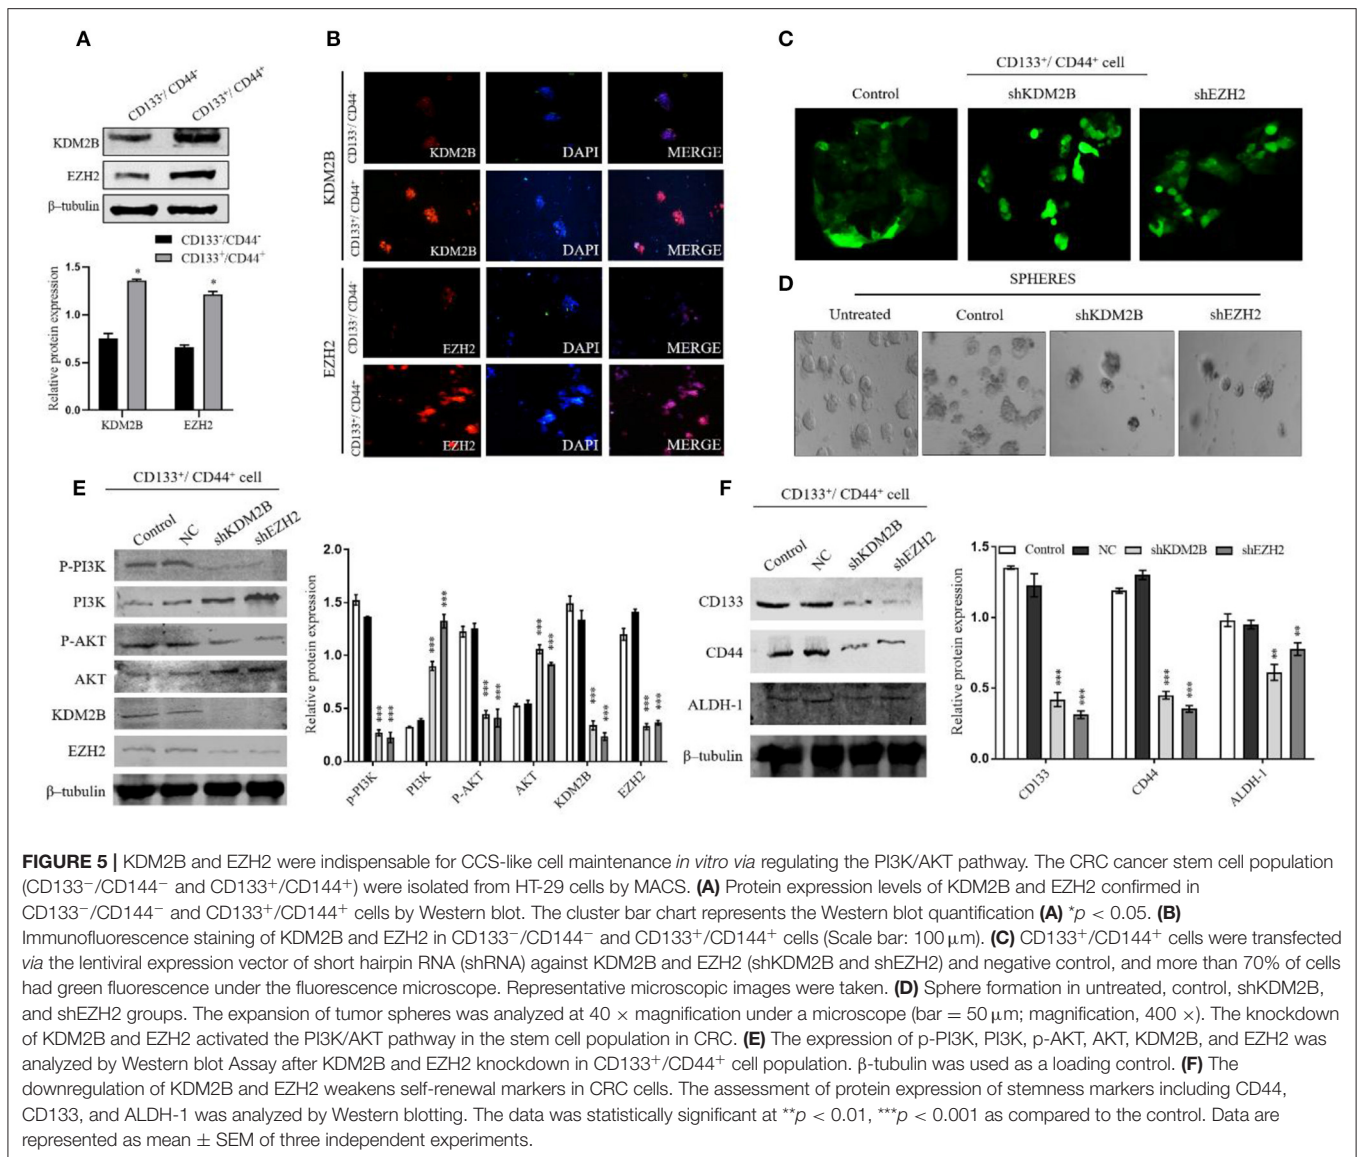 A
CD133⁻/ CD44⁻
CD133⁺/ CD44⁺
KDM2B
EZH2
β–tubulin
CD133⁻/CD44⁻
CD133⁺/CD44⁺
Relative protein expression
1.5
1.0
0.5
0.0
*
*
KDM2B
EZH2
B
KDM2B
CD133⁻/ CD44⁻
KDM2B
DAPI
MERGE
CD133⁺/ CD44⁺
KDM2B
DAPI
MERGE
EZH2
CD133⁻/ CD44⁻
EZH2
DAPI
MERGE
CD133⁺/ CD44⁺
EZH2
DAPI
MERGE
C
CD133⁺/ CD44⁺ cell
Control
shKDM2B
shEZH2
D
SPHERES
Untreated
Control
shKDM2B
shEZH2
E
CD133⁺/ CD44⁺ cell
Control
NC
shKDM2B
shEZH2
P-PI3K
PI3K
P-AKT
AKT
KDM2B
EZH2
β–tubulin
Relative protein expression
2.0
1.5
1.0
0.5
0.0
***
***
***
***
***
***
***
***
***
***
***
***
p-PI3K
PI3K
P-AKT
AKT
KDM2B
EZH2
F
CD133⁺/ CD44⁺ cell
Control
NC
shKDM2B
shEZH2
CD133
CD44
ALDH-1
β–tubulin
Control
NC
shKDM2B
shEZH2
Relative protein expression
1.5
1.0
0.5
0.0
***
***
***
***
**
**
CD133
CD44
ALDH-1
FIGURE 5 | KDM2B and EZH2 were indispensable for CCS-like cell maintenance in vitro via regulating the PI3K/AKT pathway. The CRC cancer stem cell population
(CD133−/CD144− and CD133+/CD144+) were isolated from HT-29 cells by MACS. (A) Protein expression levels of KDM2B and EZH2 confirmed in
CD133−/CD144− and CD133+/CD144+ cells by Western blot. The cluster bar chart represents the Western blot quantification (A) *p < 0.05. (B)
Immunofluorescence staining of KDM2B and EZH2 in CD133−/CD144− and CD133+/CD144+ cells (Scale bar: 100 μm). (C) CD133+/CD144+ cells were transfected
via the lentiviral expression vector of short hairpin RNA (shRNA) against KDM2B and EZH2 (shKDM2B and shEZH2) and negative control, and more than 70% of cells
had green fluorescence under the fluorescence microscope. Representative microscopic images were taken. (D) Sphere formation in untreated, control, shKDM2B,
and shEZH2 groups. The expansion of tumor spheres was analyzed at 40 × magnification under a microscope (bar = 50 μm; magnification, 400 ×). The knockdown
of KDM2B and EZH2 activated the PI3K/AKT pathway in the stem cell population in CRC. (E) The expression of p-PI3K, PI3K, p-AKT, AKT, KDM2B, and EZH2 was
analyzed by Western blot Assay after KDM2B and EZH2 knockdown in CD133+/CD44+ cell population. β-tubulin was used as a loading control. (F) The
downregulation of KDM2B and EZH2 weakens self-renewal markers in CRC cells. The assessment of protein expression of stemness markers including CD44,
CD133, and ALDH-1 was analyzed by Western blotting. The data was statistically significant at **p < 0.01, ***p < 0.001 as compared to the control. Data are
represented as mean ± SEM of three independent experiments.